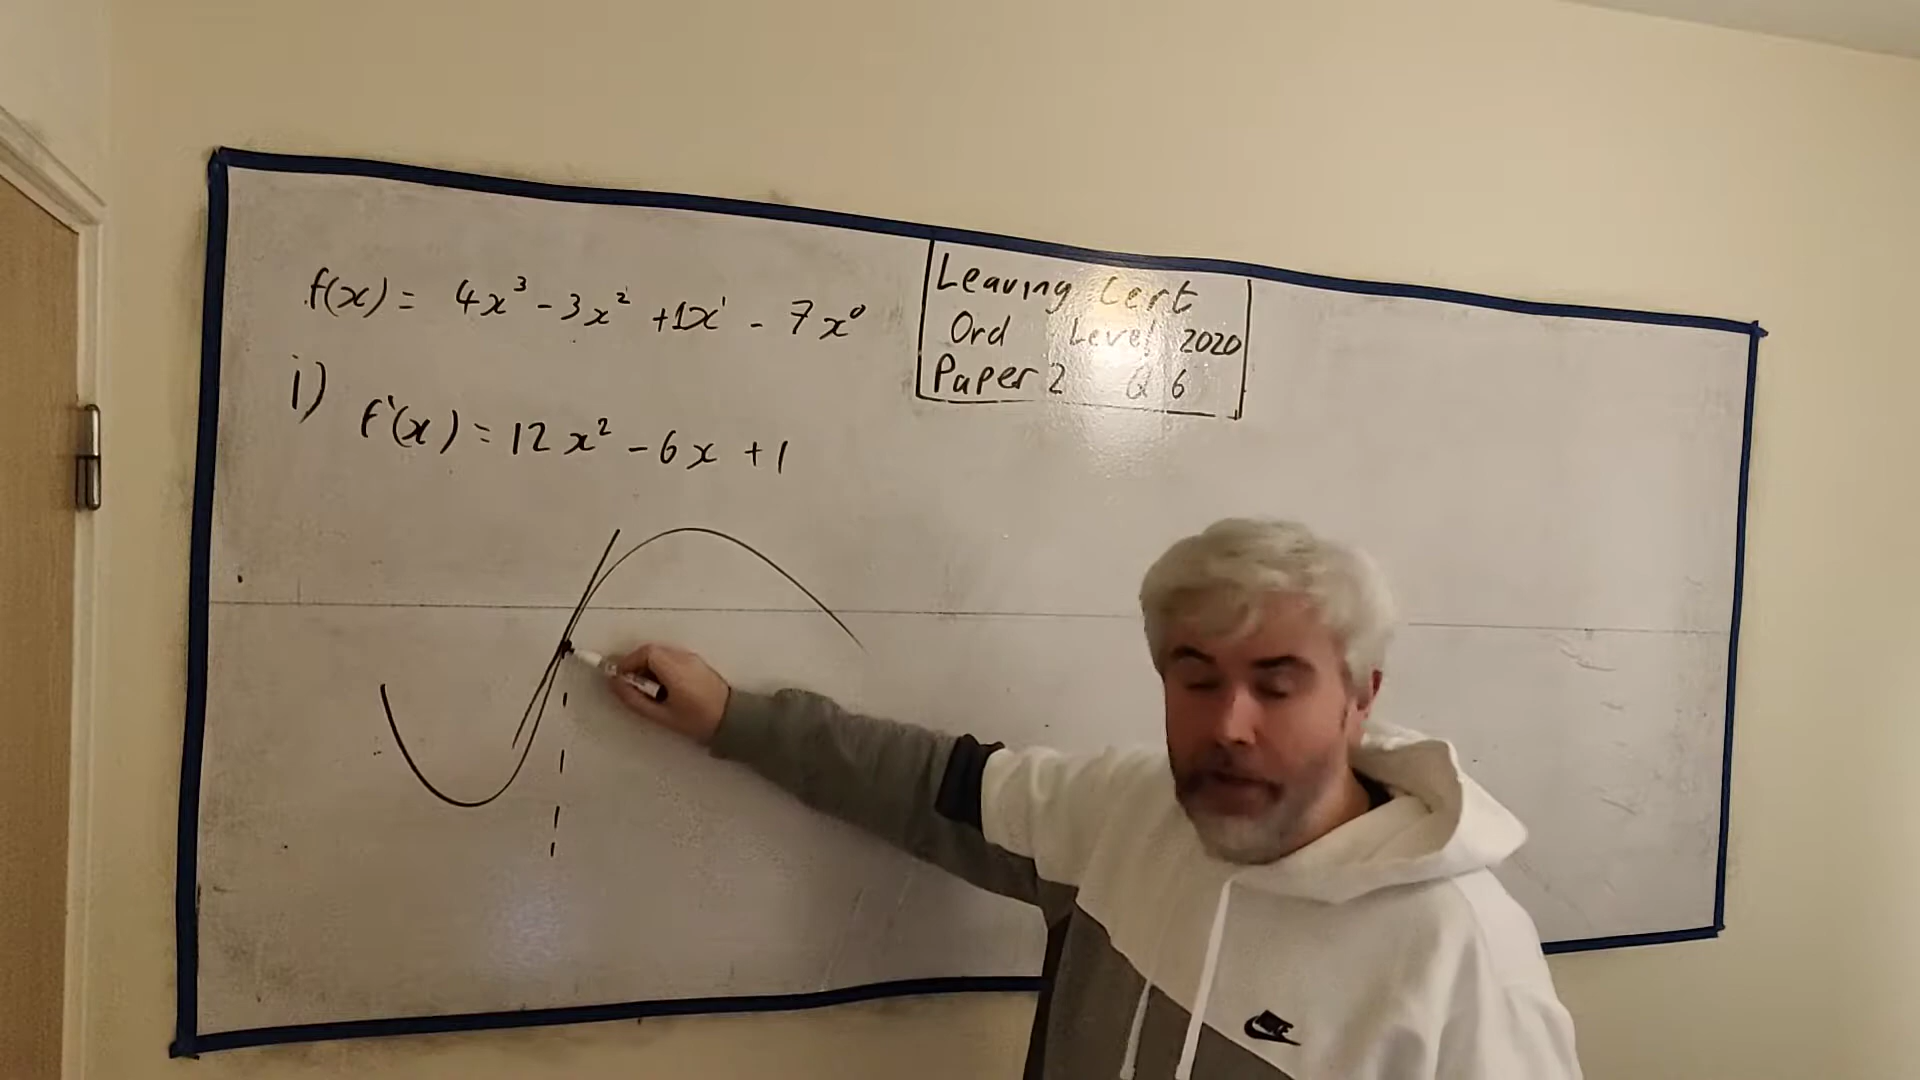 f(x) = 4x³ - 3x² + 1x¹ - 7x⁰
Leaving Cert
Ord Level 2020
Paper 2 Q 6
i) f'(x) = 12x² - 6x + 1